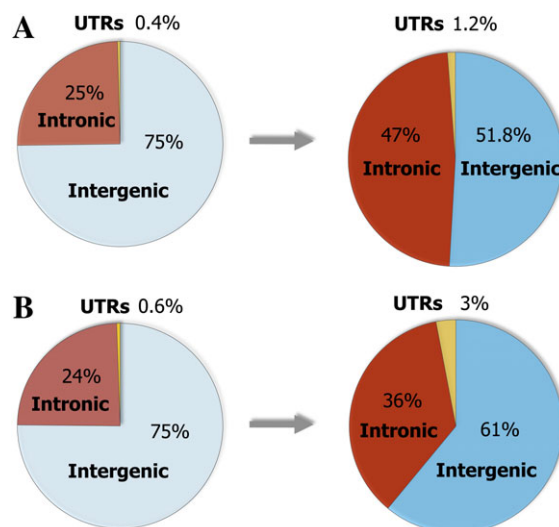 A
UTRs 0.4%
25%
Intronic
75%
Intergenic
UTRs 1.2%
47%
Intronic
51.8%
Intergenic
B
UTRs 0.6%
24%
Intronic
75%
Intergenic
UTRs 3%
36%
Intronic
61%
Intergenic